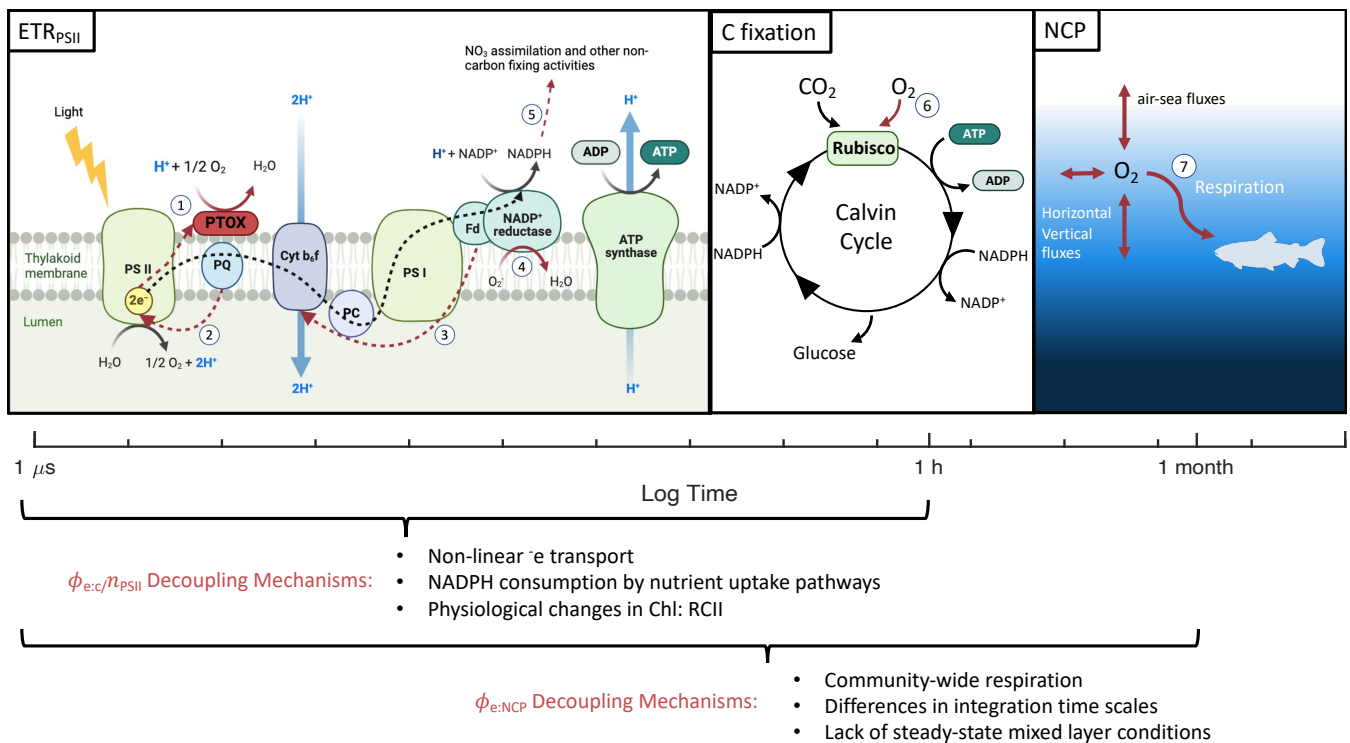 ETR PSII
NO₃ assimilation and other non-
carbon fixing activities
Light
2H⁺
5
H⁺
H⁺ + 1/2 O₂
H₂O
H⁺ + NADP⁺
NADPH
ADP
ATP
1
PTOX
Fd
NADP⁺
reductase
ATP
synthase
Thylakoid
membrane
PS II
PQ
Cyt b₆f
PS I
4
O₂⁻
H₂O
2e⁻
PC
Lumen
2
3
H₂O
1/2 O₂ + 2H⁺
2H⁺
H⁺
C fixation
CO₂
O₂
6
Rubisco
ATP
ADP
NADP⁺
Calvin
Cycle
NADPH
NADPH
NADP⁺
Glucose
NCP
air-sea fluxes
O₂
7
Respiration
Horizontal
Vertical
fluxes
1 μs
1 h
1 month
Log Time
ϕe:c/nPSII Decoupling Mechanisms:
• Non-linear ⁻e transport
• NADPH consumption by nutrient uptake pathways
• Physiological changes in Chl: RCII
ϕe:NCP Decoupling Mechanisms:
• Community-wide respiration
• Differences in integration time scales
• Lack of steady-state mixed layer conditions